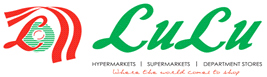 LuLu
HYPERMARKETS | SUPERMARKETS | DEPARTMENT STORES
Where the world comes to shop